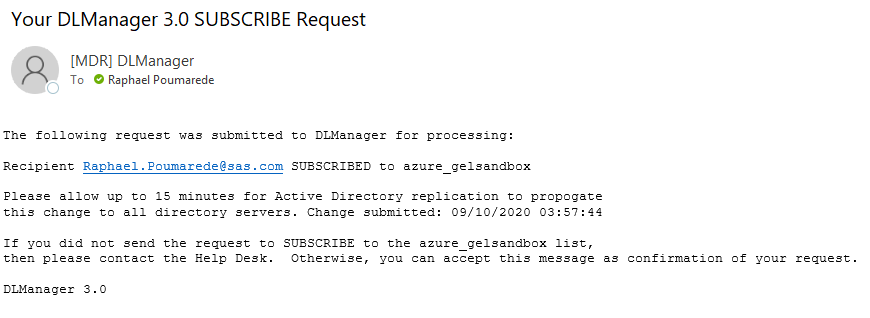 Your DLManager 3.0 SUBSCRIBE Request
[MDR] DLManager
To Raphael Poumarede
The following request was submitted to DLManager for processing:
Recipient Raphael.Poumarede@sas.com SUBSCRIBED to azure_gelsandbox
Please allow up to 15 minutes for Active Directory replication to propogate
this change to all directory servers. Change submitted: 09/10/2020 03:57:44
If you did not send the request to SUBSCRIBE to the azure_gelsandbox list,
then please contact the Help Desk.  Otherwise, you can accept this message as confirmation of your request.
DLManager 3.0